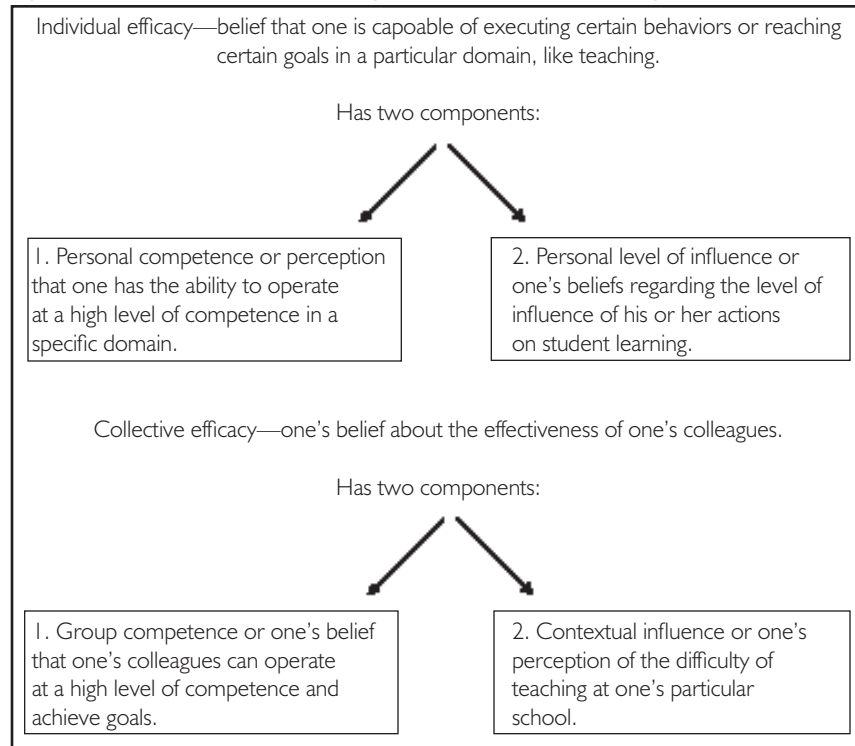 Individual efficacy—belief that one is capoable of executing certain behaviors or reaching
certain goals in a particular domain, like teaching.
Has two components:
1. Personal competence or perception
that one has the ability to operate
at a high level of competence in a
specific domain.
2. Personal level of influence or
one's beliefs regarding the level of
influence of his or her actions
on student learning.
Collective efficacy—one's belief about the effectiveness of one's colleagues.
Has two components:
1. Group competence or one's belief
that one's colleagues can operate
at a high level of competence and
achieve goals.
2. Contextual influence or one's
perception of the difficulty of
teaching at one's particular
school.